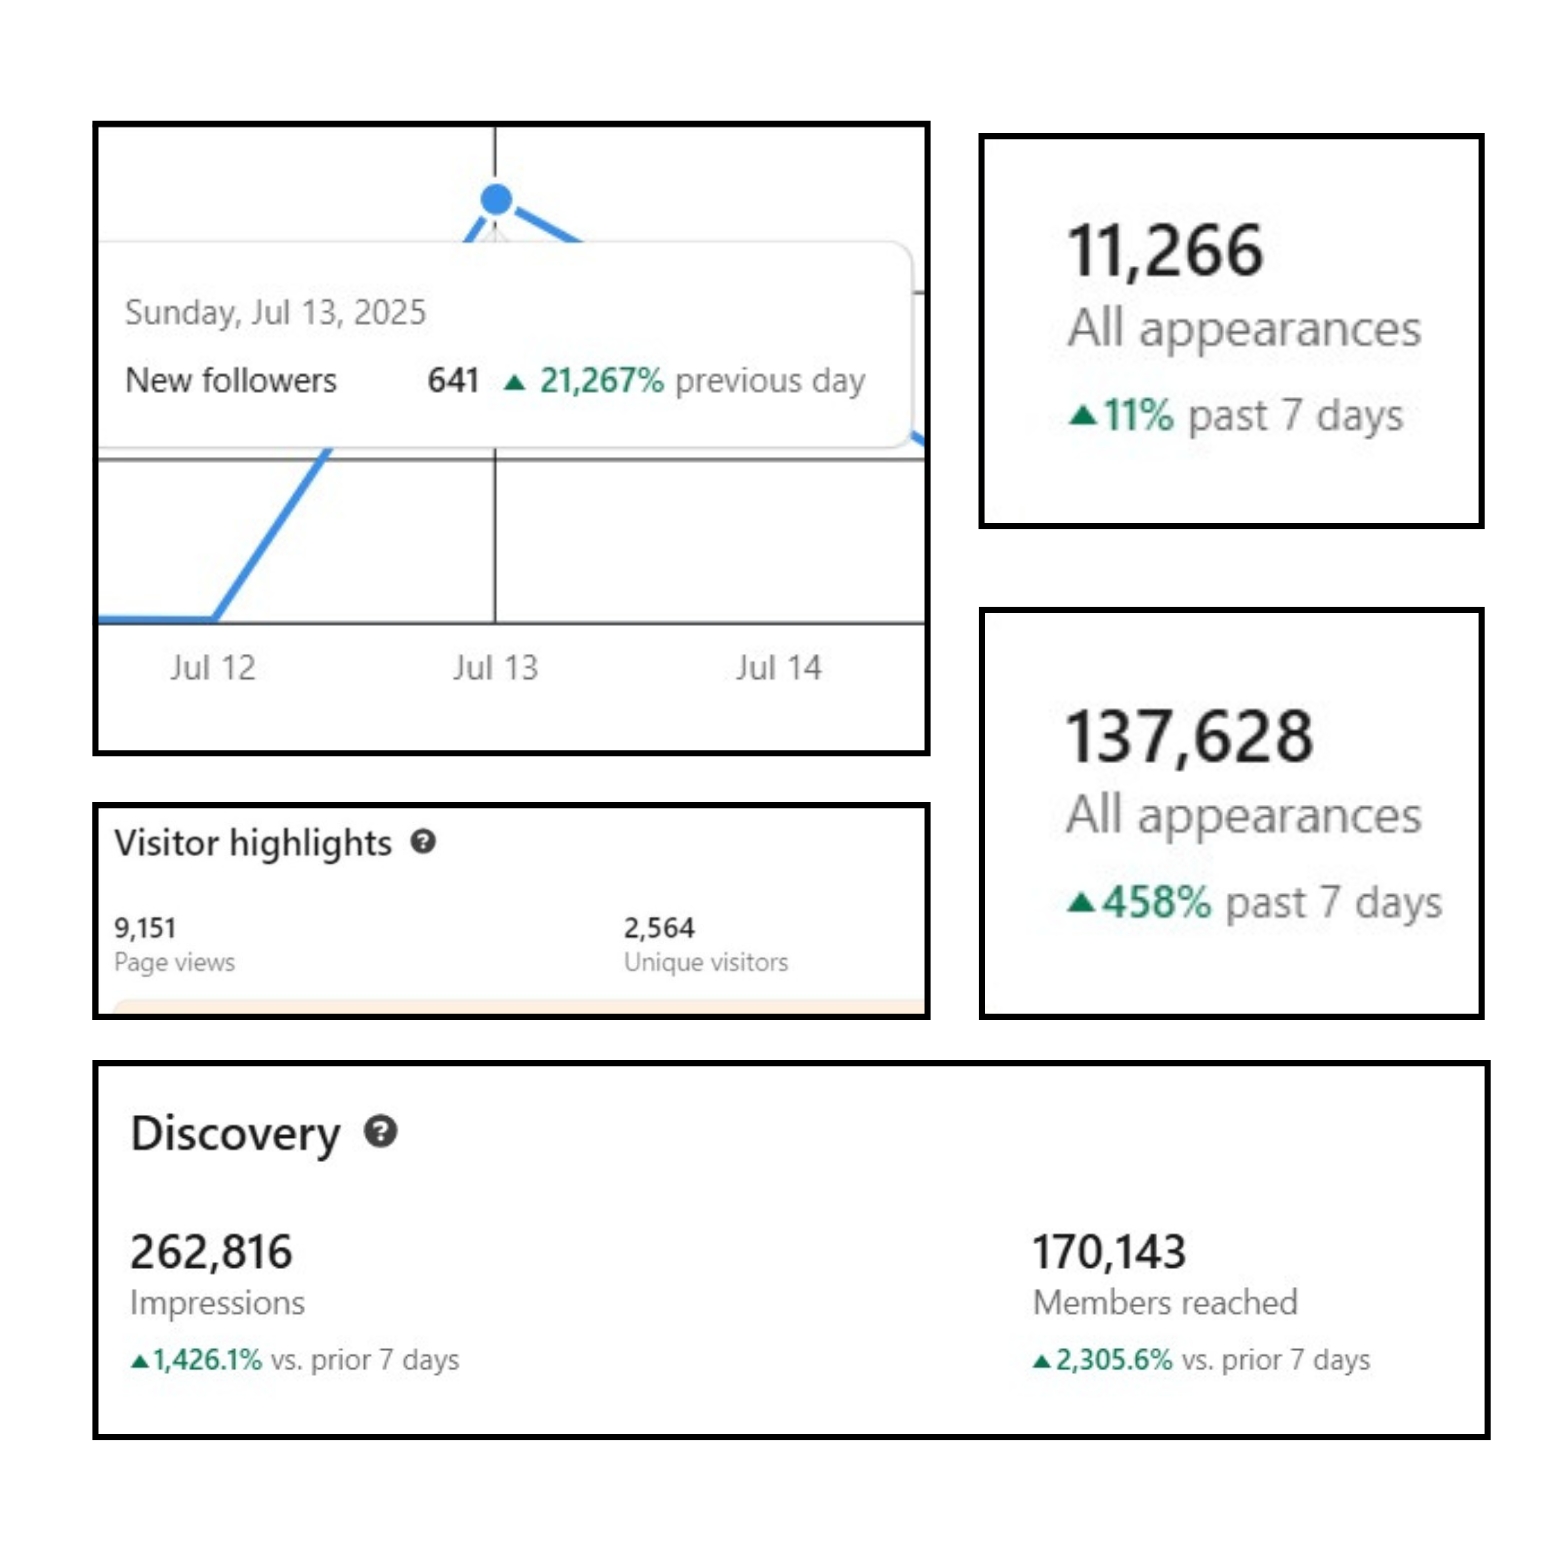 Sunday, Jul 13, 2025
New followers 641 ▲ 21,267% previous day
Jul 12 Jul 13 Jul 14
11,266
All appearances
▲11% past 7 days
137,628
All appearances
▲458% past 7 days
Visitor highlights ?
9,151 2,564
Page views Unique visitors
Discovery ?
262,816 170,143
Impressions Members reached
▲1,426.1% vs. prior 7 days ▲2,305.6% vs. prior 7 days